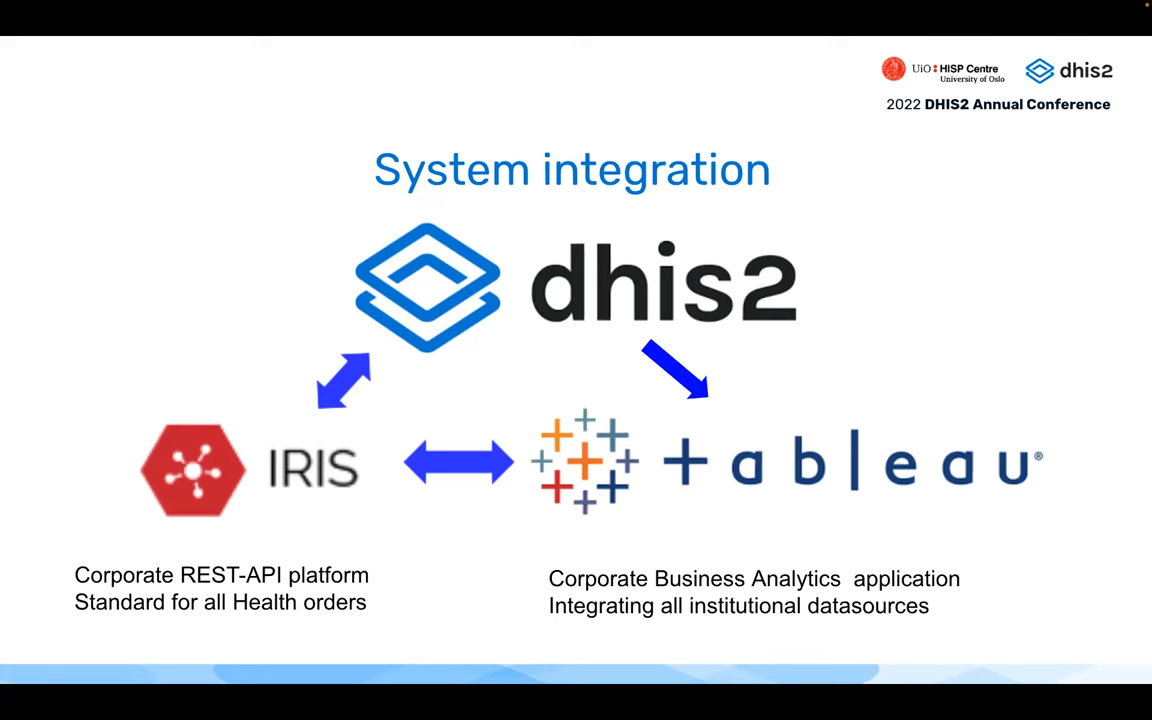 UiO HISP Centre
University of Oslo
dhis2
2022 DHIS2 Annual Conference
System integration
dhis2
IRIS
+ableau®
Corporate REST-API platform
Standard for all Health orders
Corporate Business Analytics  application
Integrating all institutional datasources